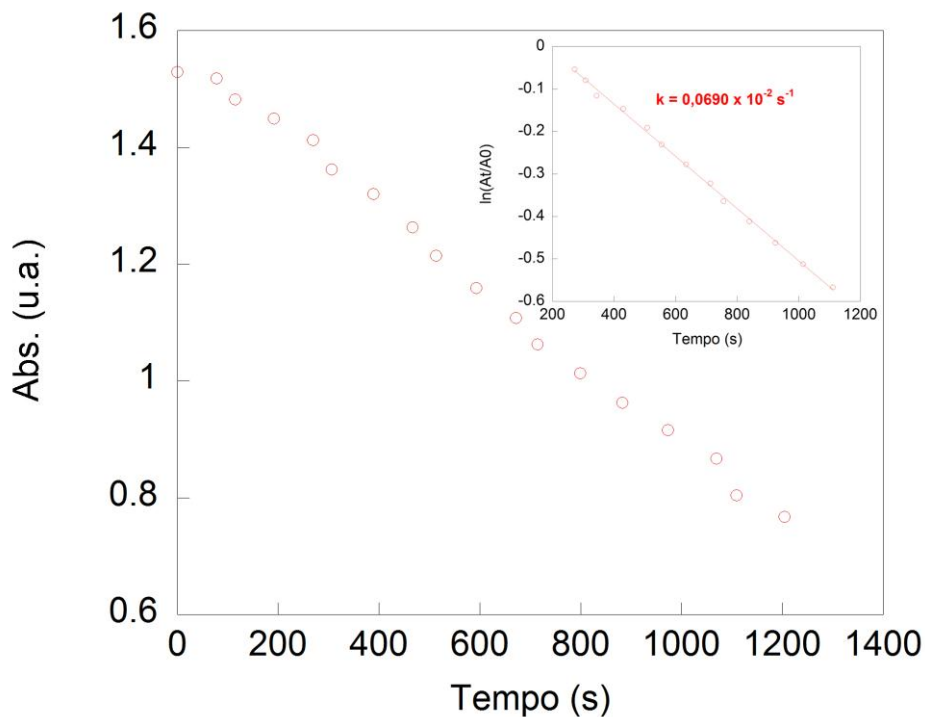 1.6
1.4
1.2
1
0.8
0.6
Abs. (u.a.)
0 200 400 600 800 1000 1200 1400
Tempo (s)
0
-0.1
-0.2
-0.3
-0.4
-0.5
-0.6
ln(At/A0)
k = 0,0690 x 10⁻² s⁻¹
200 400 600 800 1000 1200
Tempo (s)